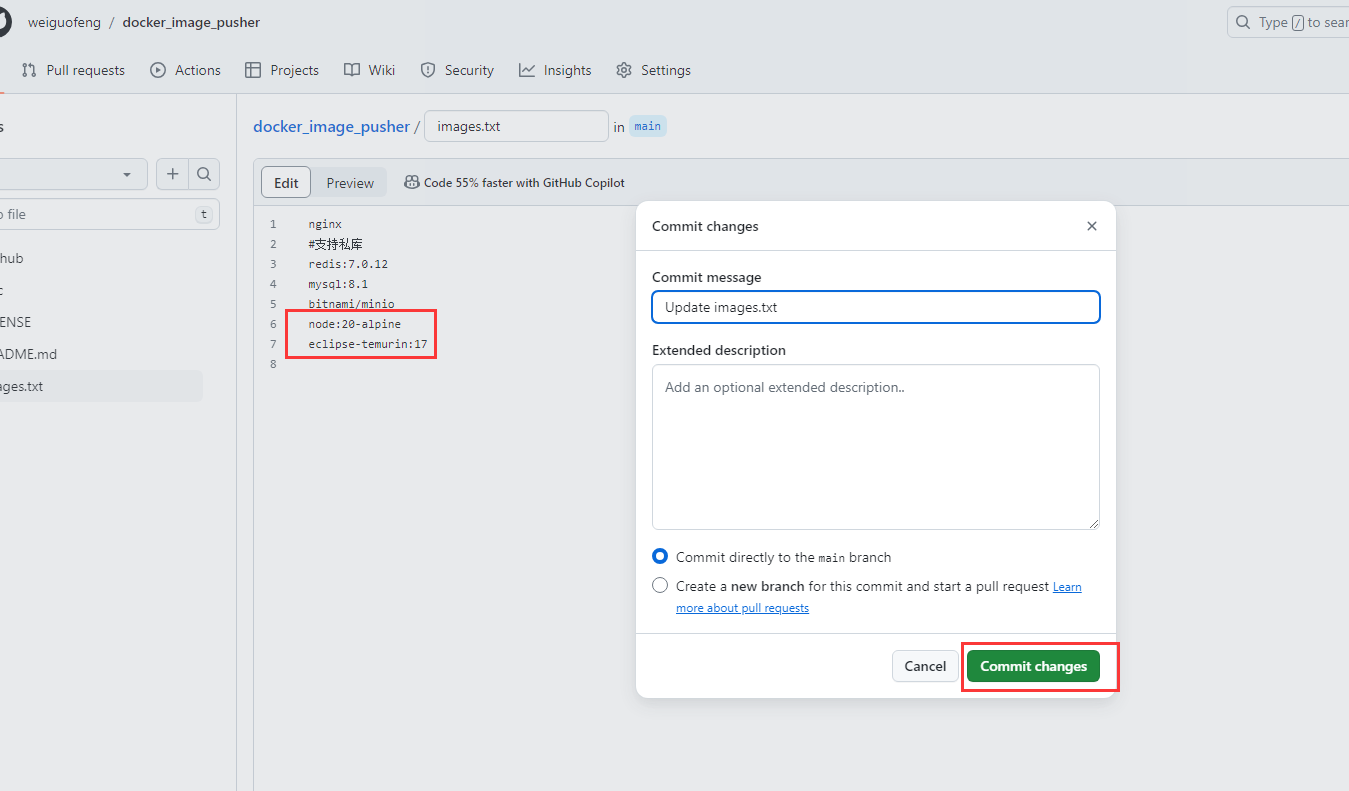 weiguofeng / docker_image_pusher
Type / to sear
Pull requests
Actions
Projects
Wiki
Security
Insights
Settings
s
docker_image_pusher / images.txt in main
Edit
Preview
Code 55% faster with GitHub Copilot
t
o file
hub
c
ENSE
ADME.md
ages.txt
1 nginx
2 #支持私库
3 redis:7.0.12
4 mysql:8.1
5 bitnami/minio
6 node:20-alpine
7 eclipse-temurin:17
8
Commit changes
Commit message
Update images.txt
Extended description
Add an optional extended description..
Commit directly to the main branch
Create a new branch for this commit and start a pull request Learn
more about pull requests
Cancel
Commit changes